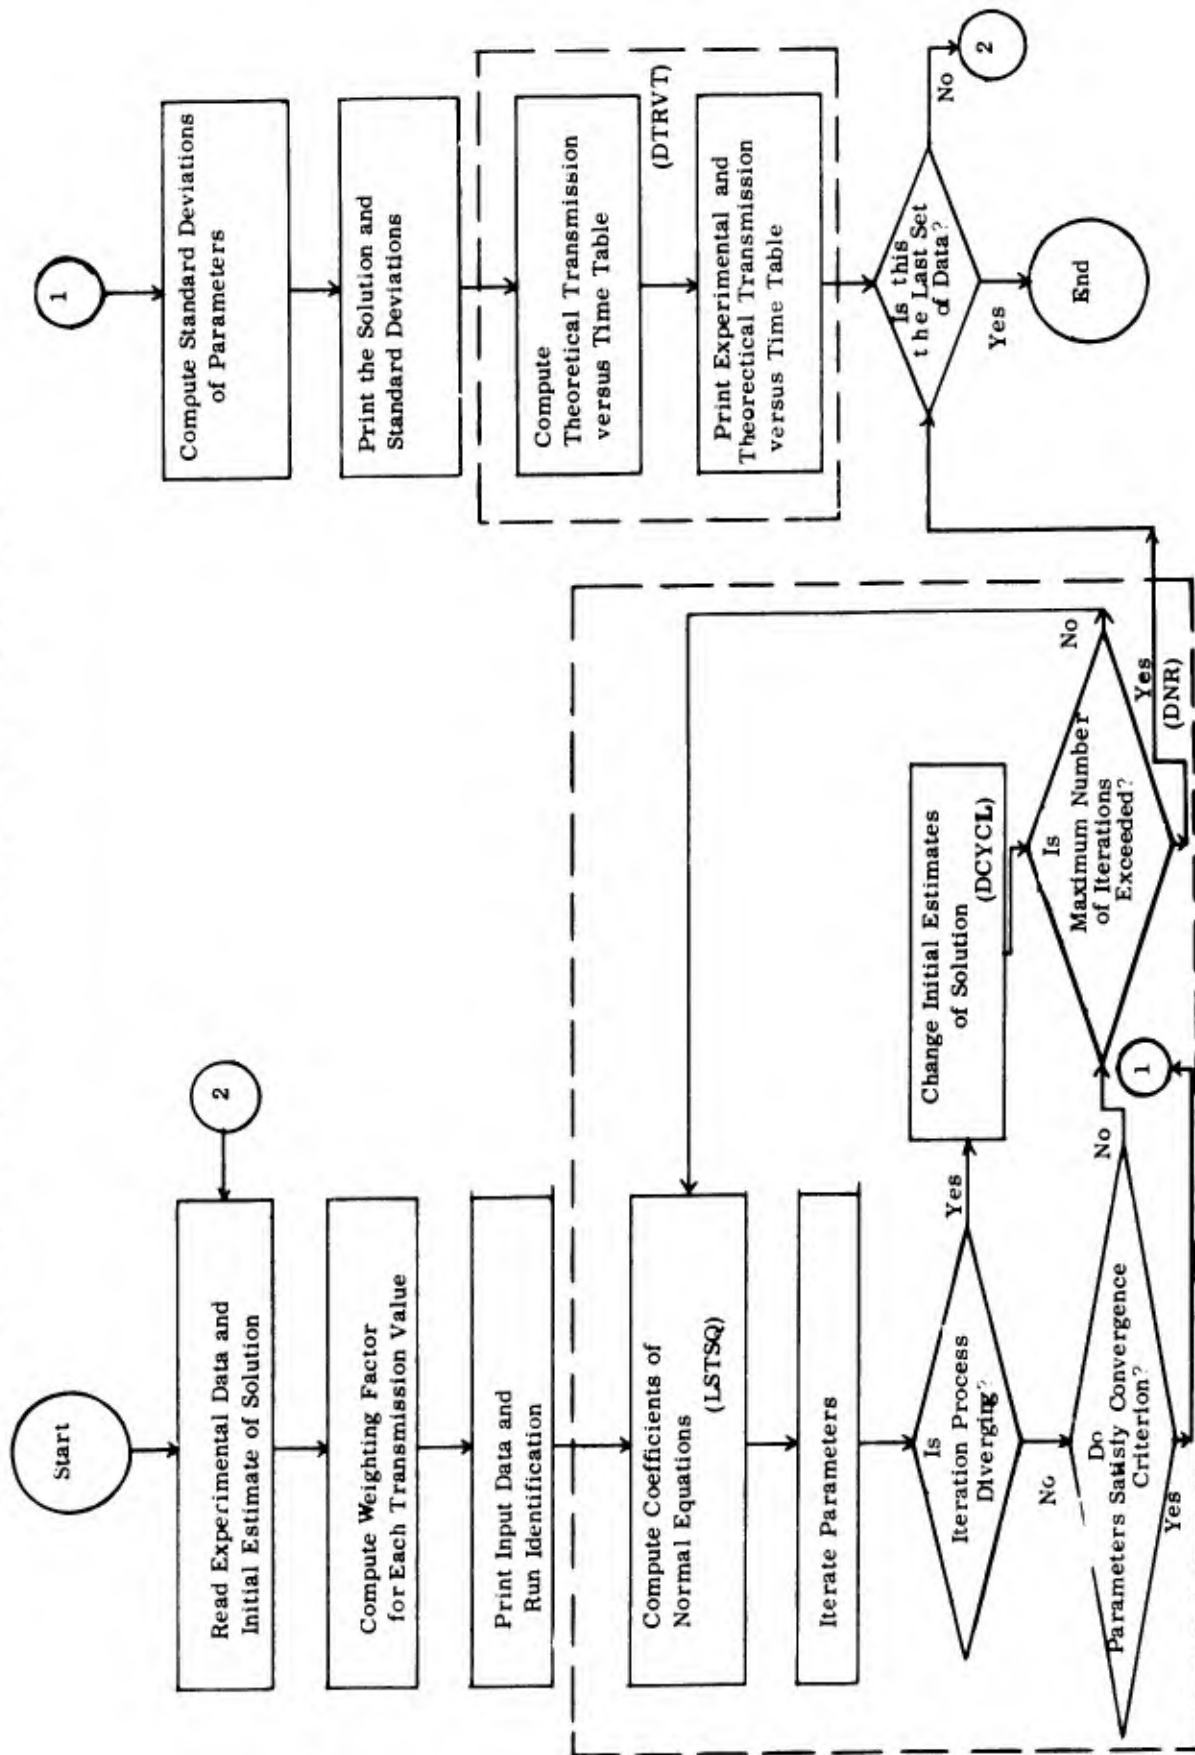 Start
2
Read Experimental Data and
Initial Estimate of Solution
Compute Weighting Factor
for Each Transmission Value
Print Input Data and
Run Identification
Compute Coefficients of
Normal Equations
(LSTSQ)
Iterate Parameters
Is
Iteration Process
Diverging?
Yes
No
Change Initial Estimates
of Solution
(DCYCL)
Do
Parameters Satisfy Convergence
Criterion?
No
Yes
1
Is
Maximum Number
of Iterations
Exceeded?
No
Yes
(DNR)
1
Compute Standard Deviations
of Parameters
Print the Solution and
Standard Deviations
Compute
Theoretical Transmission
versus Time Table
(DTRVT)
Print Experimental and
Theorectical Transmission
versus Time Table
Is this
the Last Set
of Data?
No
2
Yes
End